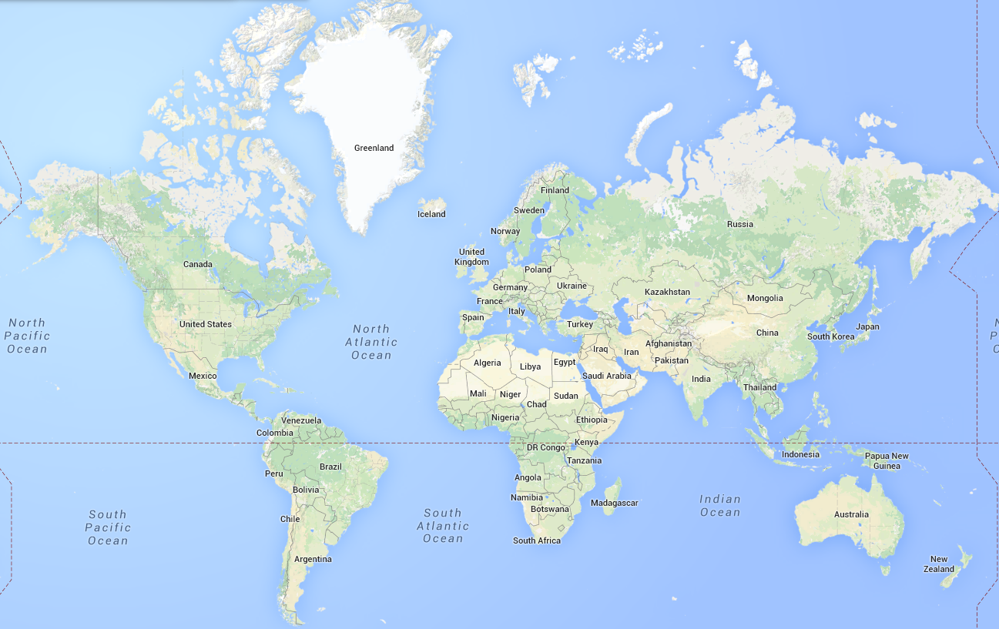 Greenland
Iceland
Finland
Sweden
Norway
Russia
United
Kingdom
Canada
Poland
Germany
Ukraine
France
Kazakhstan
Mongolia
Italy
Spain
United States
Turkey
Japan
China
South Korea
North
Pacific
Ocean
North
Atlantic
Ocean
N
P
O
Afghanistan
Iraq
Iran
Pakistan
Algeria
Libya
Egypt
Mexico
Saudi Arabia
India
Thailand
Mali
Niger
Sudan
Chad
Nigeria
Ethiopia
Venezuela
Colombia
Kenya
DR Congo
Tanzania
Indonesia
Papua New
Guinea
Brazil
Peru
Angola
Bolivia
Namibia
Botswana
Madagascar
Indian
Ocean
South
Pacific
Ocean
South
Atlantic
Ocean
Chile
Australia
South Africa
Argentina
New
Zealand